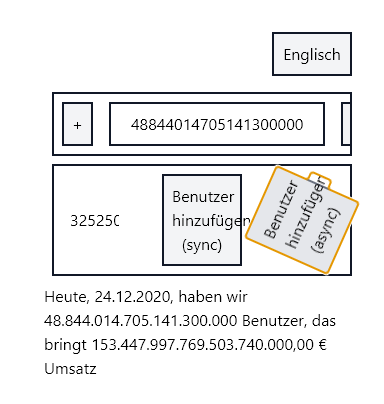 Englisch
+
48844014705141300000
Benutzer
hinzufügen
(sync)
Benutzer
hinzufügen
(async)
Heute, 24.12.2020, haben wir
48.844.014.705.141.300.000 Benutzer, das
bringt 153.447.997.769.503.740.000,00 €
Umsatz